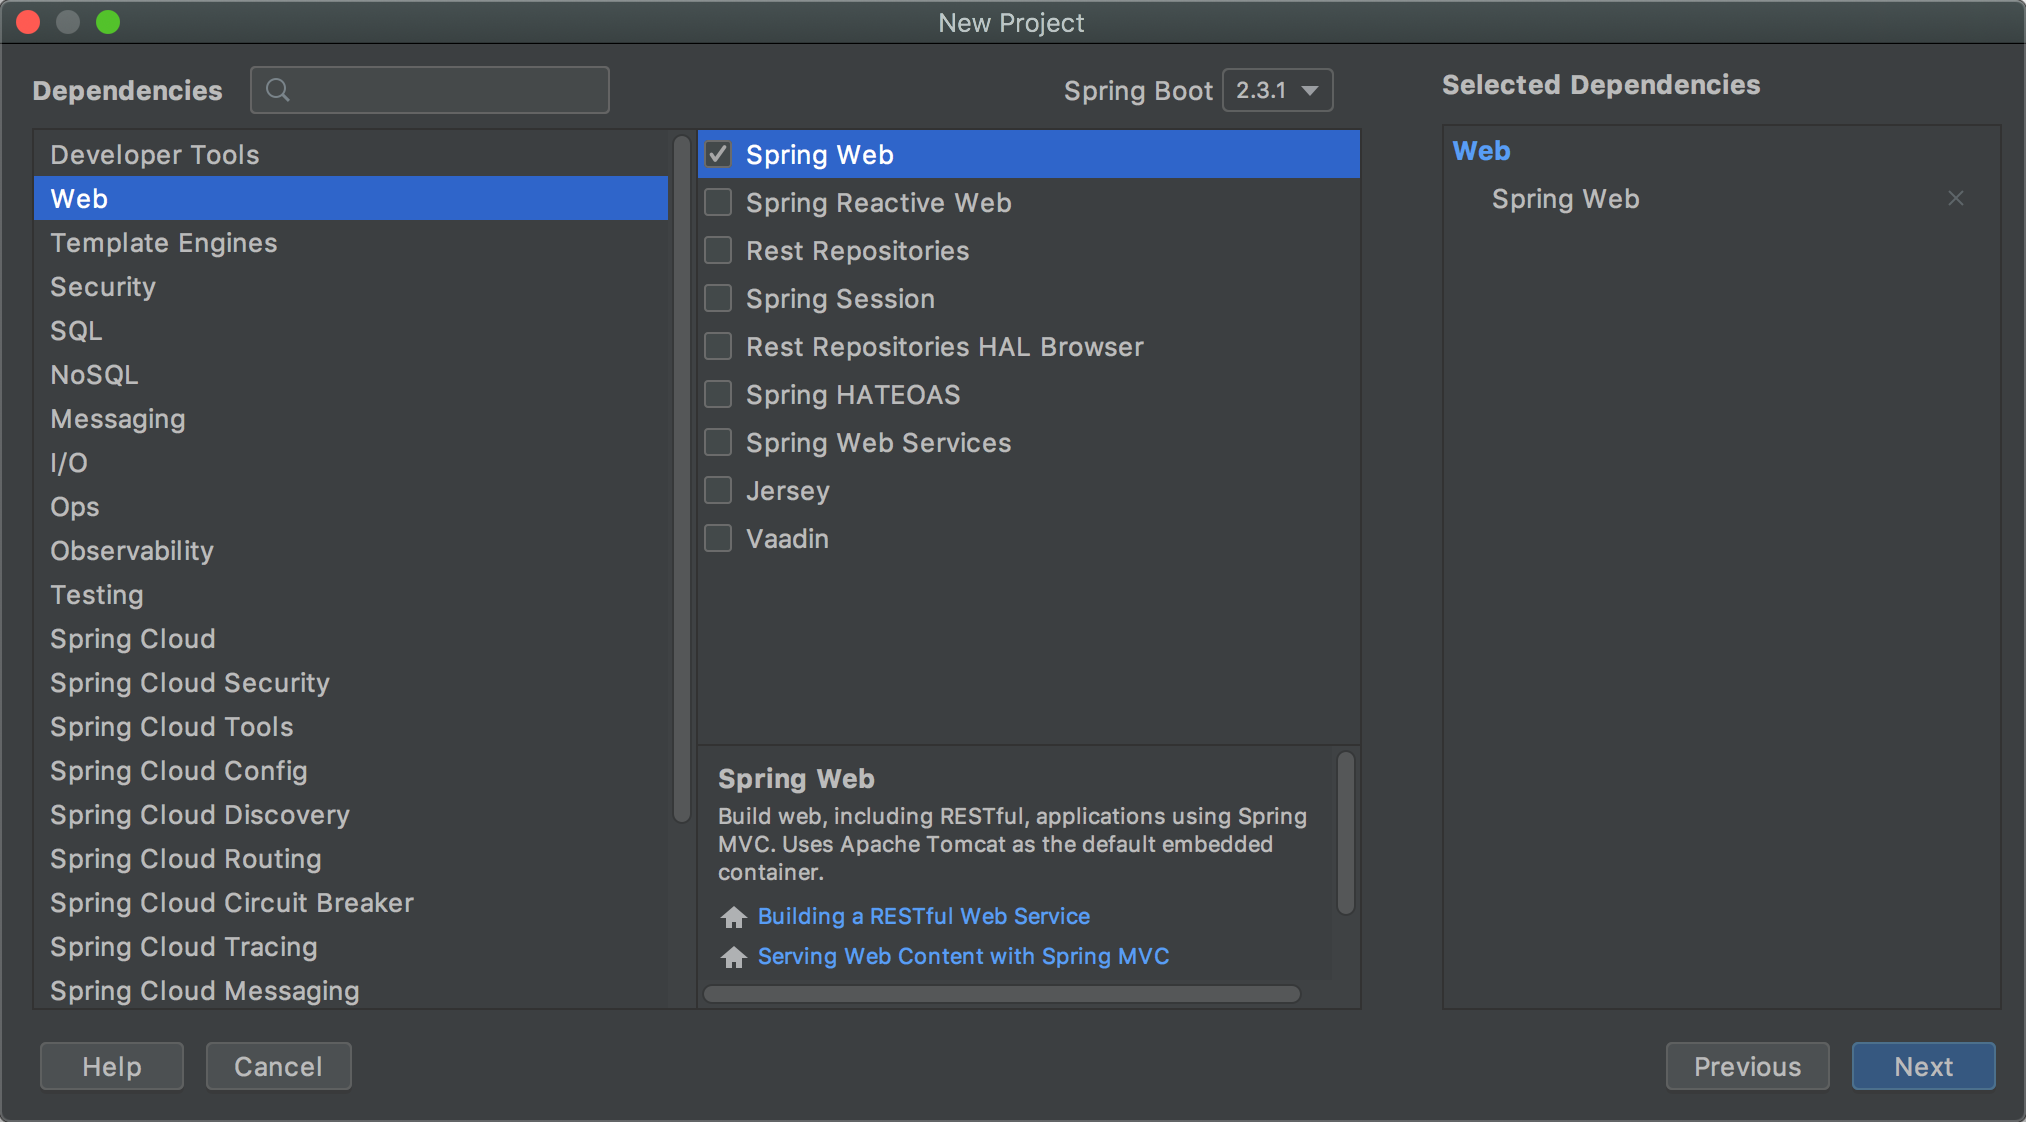 New Project
Dependencies
Spring Boot 2.3.1
Selected Dependencies
Developer Tools
Web
Template Engines
Security
SQL
NoSQL
Messaging
I/O
Ops
Observability
Testing
Spring Cloud
Spring Cloud Security
Spring Cloud Tools
Spring Cloud Config
Spring Cloud Discovery
Spring Cloud Routing
Spring Cloud Circuit Breaker
Spring Cloud Tracing
Spring Cloud Messaging
Spring Web
Spring Reactive Web
Rest Repositories
Spring Session
Rest Repositories HAL Browser
Spring HATEOAS
Spring Web Services
Jersey
Vaadin
Spring Web
Build web, including RESTful, applications using Spring
MVC. Uses Apache Tomcat as the default embedded
container.
Building a RESTful Web Service
Serving Web Content with Spring MVC
Web
Spring Web
Help
Cancel
Previous
Next